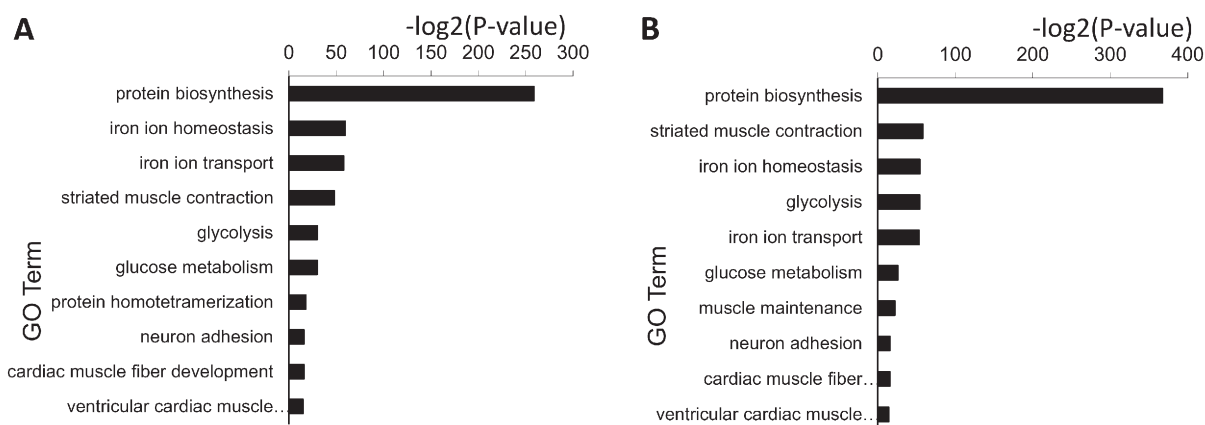 A
-log2(P-value)
0 50 100 150 200 250 300
protein biosynthesis
iron ion homeostasis
iron ion transport
striated muscle contraction
glycolysis
glucose metabolism
protein homotetramerization
neuron adhesion
cardiac muscle fiber development
ventricular cardiac muscle…
GO Term
B
-log2(P-value)
0 100 200 300 400
protein biosynthesis
striated muscle contraction
iron ion homeostasis
glycolysis
iron ion transport
glucose metabolism
muscle maintenance
neuron adhesion
cardiac muscle fiber…
ventricular cardiac muscle…
GO Term